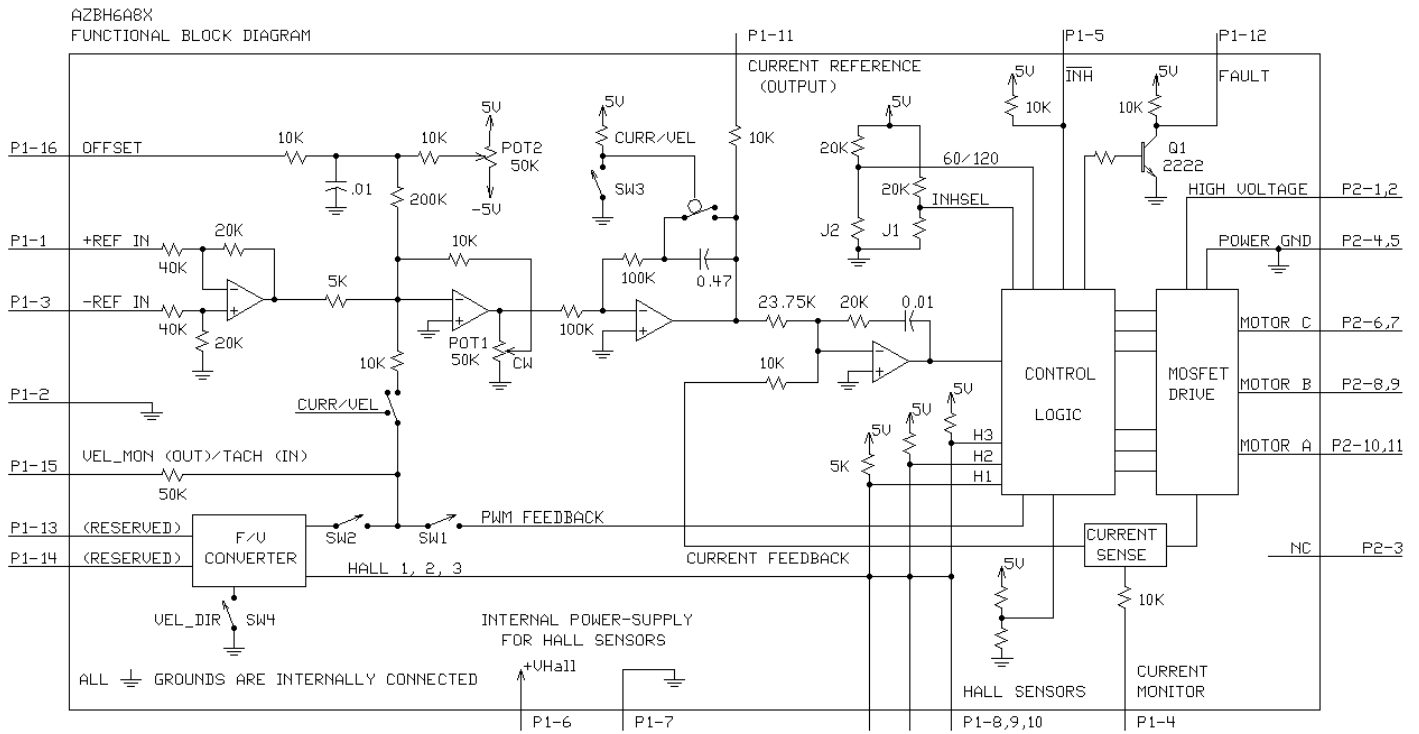 AZBH6A8X
FUNCTIONAL BLOCK DIAGRAM
P1-11
P1-5
P1-12
CURRENT REFERENCE
(OUTPUT)
5V
INH
10K
5V
10K
FAULT
P1-16
OFFSET
10K
10K
5V
POT2
50K
-5V
.01
200K
5V
CURR/VEL
SW3
10K
5V
20K
60/120
20K
INHSEL
J2
J1
Q1
2222
HIGH VOLTAGE
P2-1,2
P1-1
+REF IN
20K
40K
10K
100K
0.47
POWER GND
P2-4,5
P1-3
-REF IN
40K
20K
5K
POT1
50K
CW
100K
23.75K
20K
0.01
10K
MOTOR C
P2-6,7
CONTROL
LOGIC
MOSFET
DRIVE
MOTOR B
P2-8,9
10K
P1-2
CURR/VEL
5V
5V
5V
5K
H3
H2
H1
MOTOR A
P2-10,11
P1-15
VEL_MON (OUT)/TACH (IN)
50K
P1-13
(RESERVED)
P1-14
(RESERVED)
F/V
CONVERTER
SW2
SW1
PWM FEEDBACK
CURRENT FEEDBACK
CURRENT
SENSE
NC
P2-3
HALL 1, 2, 3
5V
10K
VEL_DIR
SW4
INTERNAL POWER-SUPPLY
FOR HALL SENSORS
+VHall
ALL GROUNDS ARE INTERNALLY CONNECTED
HALL SENSORS
CURRENT
MONITOR
P1-6
P1-7
P1-8,9,10
P1-4